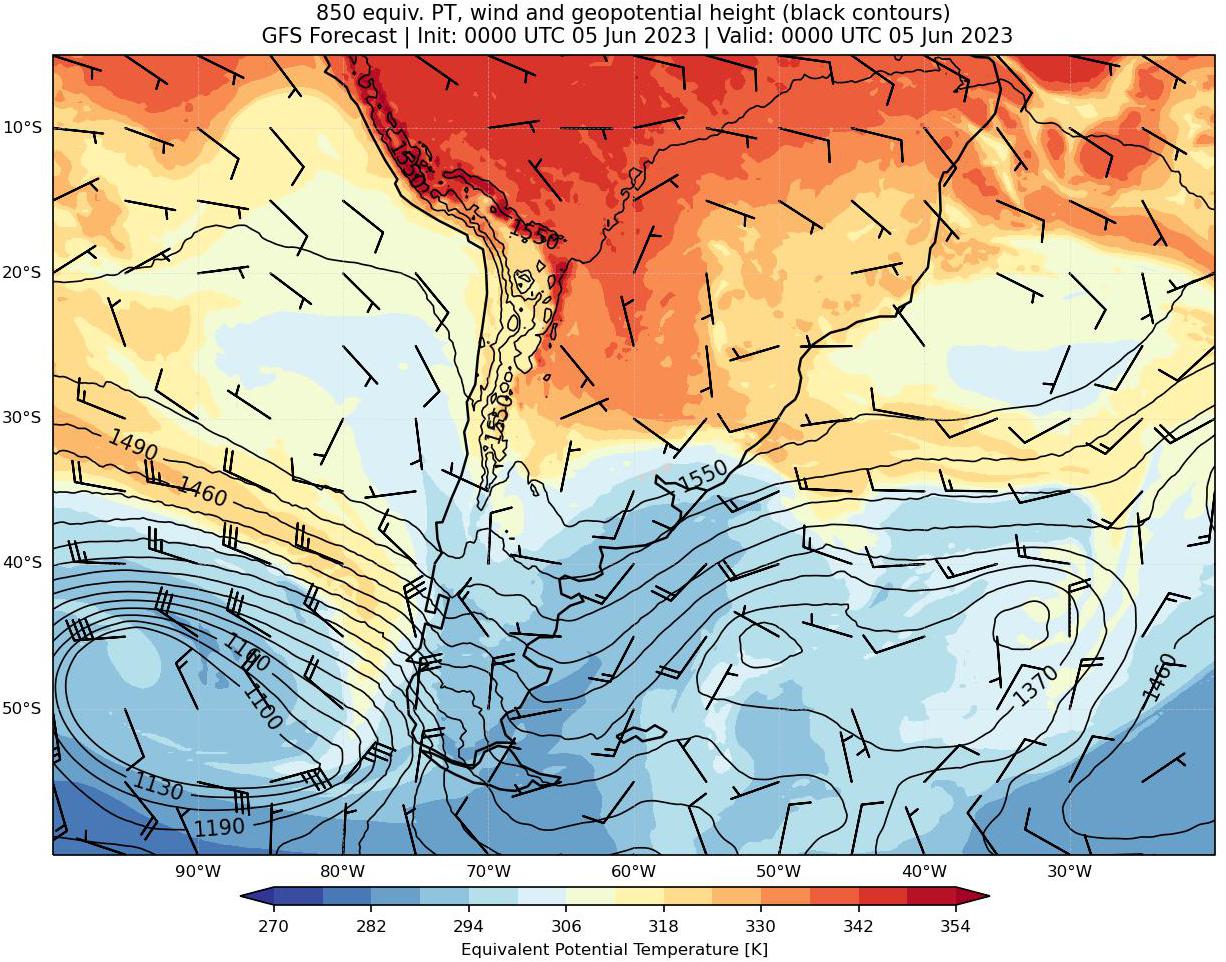 850 equiv. PT, wind and geopotential height (black contours)
GFS Forecast | Init: 0000 UTC 05 Jun 2023 | Valid: 0000 UTC 05 Jun 2023
10°S
20°S
30°S
40°S
50°S
1550
1550
1550
1550
1490
1460
1160
1100
1130
1190
1370
1460
90°W
80°W
70°W
60°W
50°W
40°W
30°W
270
282
294
306
318
330
342
354
Equivalent Potential Temperature [K]